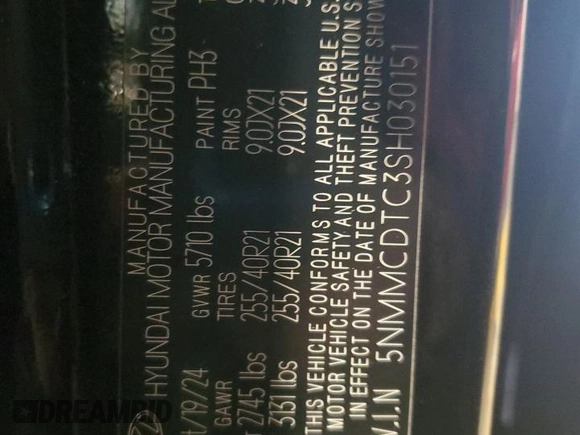 MANUFACTURED BY
HYUNDAI MOTOR MANUFACTURING
/19/24 GVWR 5710 lbs PAINT PH3
GAWR TIRES RIMS
2745 lbs 255/40R21 9.0JX21
3131 lbs 255/40R21 9.0JX21
THIS VEHICLE CONFORMS TO ALL APPLICABLE U.S.
MOTOR VEHICLE SAFETY AND THEFT PREVENTION S
IN EFFECT ON THE DATE OF MANUFACTURE SHOW
V.I.N 5NMMCDTC3SH030151
DREAMBID